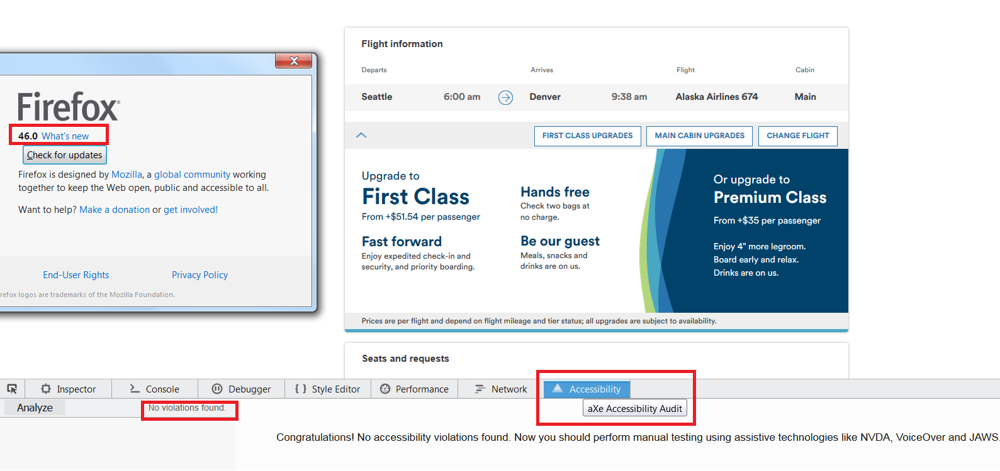 Firefox®
46.0 What's new
Check for updates
Firefox is designed by Mozilla, a global community working
together to keep the Web open, public and accessible to all.
Want to help? Make a donation or get involved!
End-User Rights Privacy Policy
refox logos are trademarks of the Mozilla Foundation.
Flight information
Departs Arrives Flight Cabin
Seattle 6:00 am Denver 9:38 am Alaska Airlines 674 Main
FIRST CLASS UPGRADES MAIN CABIN UPGRADES CHANGE FLIGHT
Upgrade to
First Class
From +$51.54 per passenger
Fast forward
Enjoy expedited check-in and
security, and priority boarding.
Hands free
Check two bags at
no charge.
Be our guest
Meals, snacks and
drinks are on us.
Or upgrade to
Premium Class
From +$35 per passenger
Enjoy 4" more legroom.
Board early and relax.
Drinks are on us.
Prices are per flight and depend on flight mileage and tier status; all upgrades are subject to availability.
Seats and requests
Inspector Console Debugger { } Style Editor Performance Network Accessibility
Analyze No violations found. aXe Accessibility Audit
Congratulations! No accessibility violations found. Now you should perform manual testing using assistive technologies like NVDA, VoiceOver and JAWS.